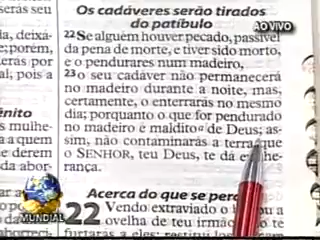 Os cadáveres serão tirados
do patíbulo
AO VIVO
22 Se alguém houver pecado, passível
da pena de morte, e tiver sido morto,
e o pendurares num madeiro,
23 o seu cadáver não permanecerá
no madeiro durante a noite, mas,
certamente, o enterrarás no mesmo
dia; porquanto o que for pendurado
no madeiro é maldito de Deus; as-
sim, não contaminarás a terra que
o SENHOR, teu Deus, te dá
rança.
Acerca do que se
22 Vendo extraviado o
ovelha de teu irmão
MUNDIAL